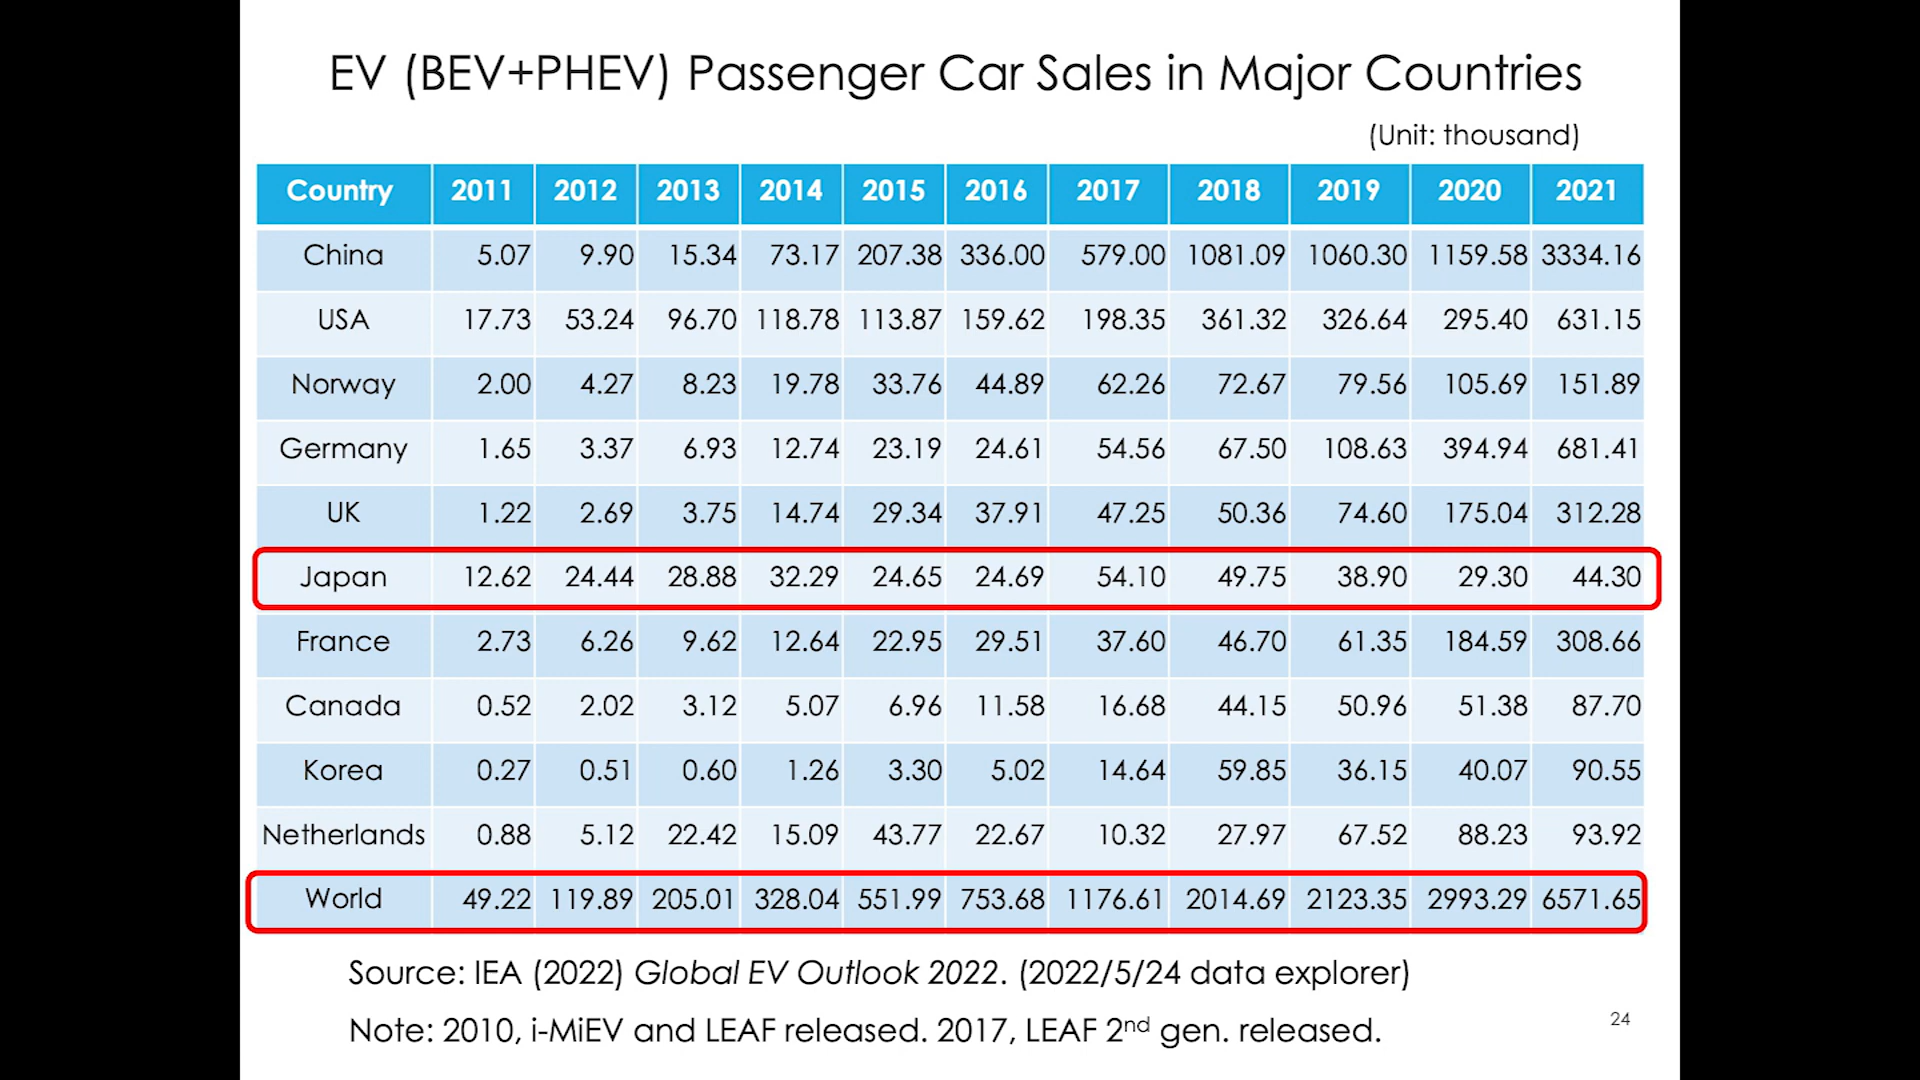 EV (BEV+PHEV) Passenger Car Sales in Major Countries
(Unit: thousand)
Country 2011 2012 2013 2014 2015 2016 2017 2018 2019 2020 2021
China 5.07 9.90 15.34 73.17 207.38 336.00 579.00 1081.09 1060.30 1159.58 3334.16
USA 17.73 53.24 96.70 118.78 113.87 159.62 198.35 361.32 326.64 295.40 631.15
Norway 2.00 4.27 8.23 19.78 33.76 44.89 62.26 72.67 79.56 105.69 151.89
Germany 1.65 3.37 6.93 12.74 23.19 24.61 54.56 67.50 108.63 394.94 681.41
UK 1.22 2.69 3.75 14.74 29.34 37.91 47.25 50.36 74.60 175.04 312.28
Japan 12.62 24.44 28.88 32.29 24.65 24.69 54.10 49.75 38.90 29.30 44.30
France 2.73 6.26 9.62 12.64 22.95 29.51 37.60 46.70 61.35 184.59 308.66
Canada 0.52 2.02 3.12 5.07 6.96 11.58 16.68 44.15 50.96 51.38 87.70
Korea 0.27 0.51 0.60 1.26 3.30 5.02 14.64 59.85 36.15 40.07 90.55
Netherlands 0.88 5.12 22.42 15.09 43.77 22.67 10.32 27.97 67.52 88.23 93.92
World 49.22 119.89 205.01 328.04 551.99 753.68 1176.61 2014.69 2123.35 2993.29 6571.65
Source: IEA (2022) Global EV Outlook 2022. (2022/5/24 data explorer)
Note: 2010, i-MiEV and LEAF released. 2017, LEAF 2nd gen. released.
24